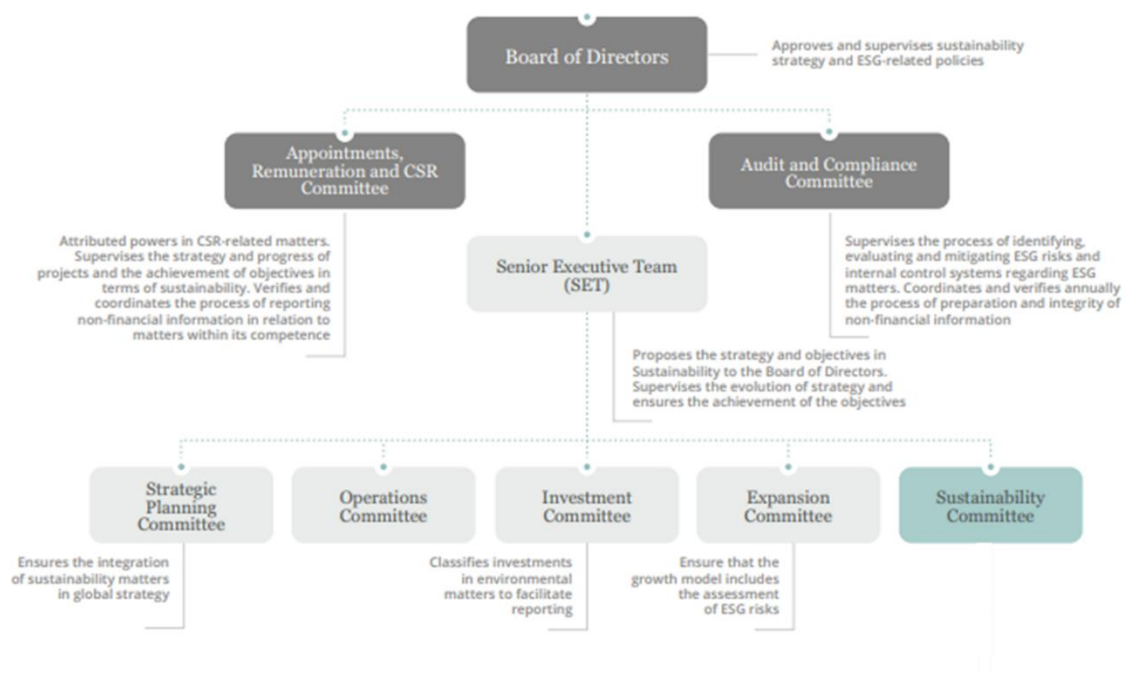 Board of Directors
Approves and supervises sustainability
strategy and ESG-related policies
Appointments,
Remuneration and CSR
Committee
Audit and Compliance
Committee
Attributed powers in CSR-related matters.
Supervises the strategy and progress of
projects and the achievement of objectives in
terms of sustainability. Verifies and
coordinates the process of reporting
non-financial information in relation to
matters within its competence
Senior Executive Team
(SET)
Supervises the process of identifying,
evaluating and mitigating ESG risks and
internal control systems regarding ESG
matters. Coordinates and verifies annually
the process of preparation and integrity of
non-financial information
Proposes the strategy and objectives in
Sustainability to the Board of Directors.
Supervises the evolution of strategy and
ensures the achievement of the objectives
Strategic
Planning
Committee
Operations
Committee
Investment
Committee
Expansion
Committee
Sustainability
Committee
Ensures the integration
of sustainability matters
in global strategy
Classifies investments
in environmental
matters to facilitate
reporting
Ensure that the
growth model includes
the assessment
of ESG risks